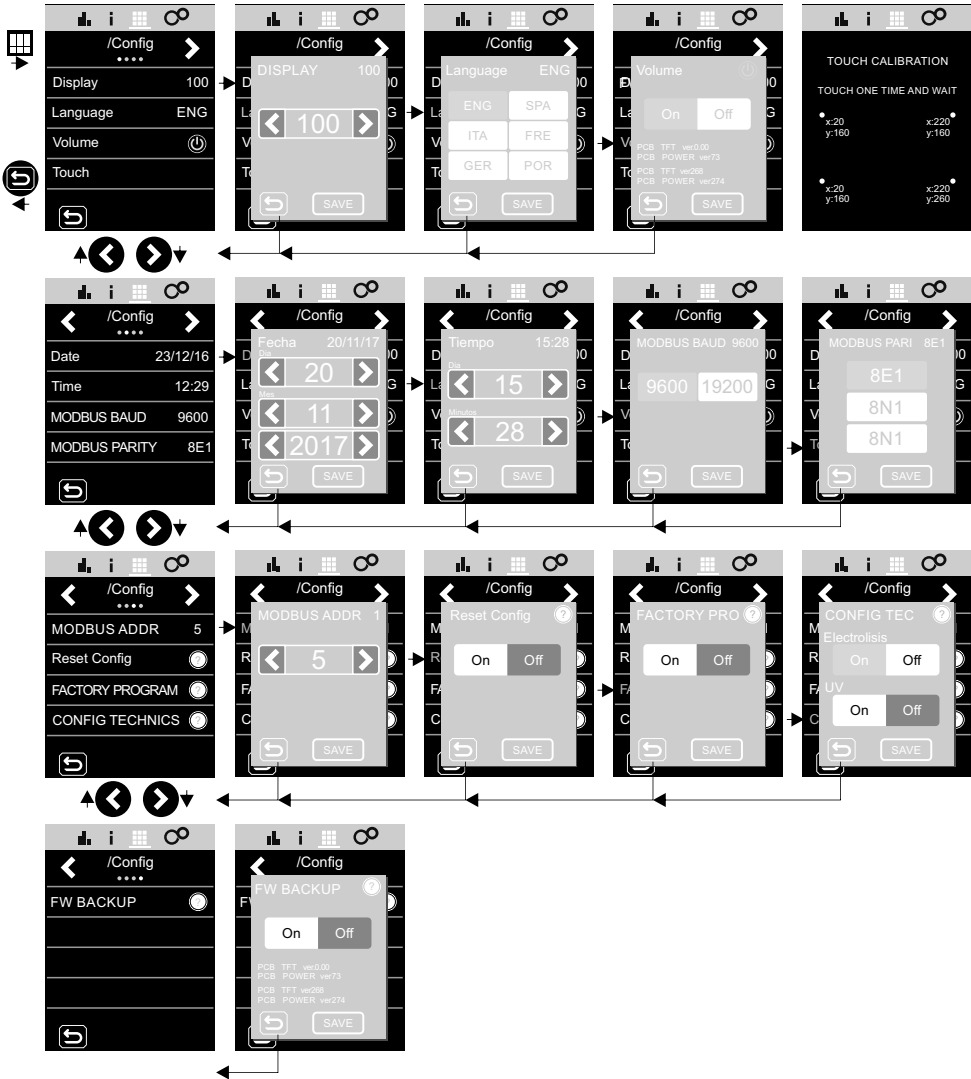 /Config
Display 100
Language ENG
Volume
Touch
/Config
DISPLAY 100
100
SAVE
/Config
Language ENG
ENG SPA
ITA FRE
GER POR
SAVE
/Config
Volume
On Off
PCB TFT ver.0.00
PCB POWER ver73
PCB TFT ver268
PCB POWER ver274
SAVE
TOUCH CALIBRATION
TOUCH ONE TIME AND WAIT
x:20 x:220
y:160 y:160
x:20 x:220
y:160 y:260
/Config
Date 23/12/16
Time 12:29
MODBUS BAUD 9600
MODBUS PARITY 8E1
/Config
Fecha 20/11/17
Dia
20
Mes
11
2017
SAVE
/Config
Tiempo 15:28
Dia
15
Minutos
28
SAVE
/Config
MODBUS BAUD 9600
9600 19200
SAVE
/Config
MODBUS PARI 8E1
8E1
8N1
8N1
SAVE
/Config
MODBUS ADDR 5
Reset Config ?
FACTORY PROGRAM ?
CONFIG TECHNICS ?
/Config
MODBUS ADDR 1
5
SAVE
/Config
Reset Config ?
On Off
SAVE
/Config
FACTORY PRO ?
On Off
SAVE
/Config
CONFIG TEC ?
Electrolisis
On Off
UV
On Off
SAVE
/Config
FW BACKUP ?
/Config
FW BACKUP ?
On Off
PCB TFT ver.0.00
PCB POWER ver73
PCB TFT ver268
PCB POWER ver274
SAVE